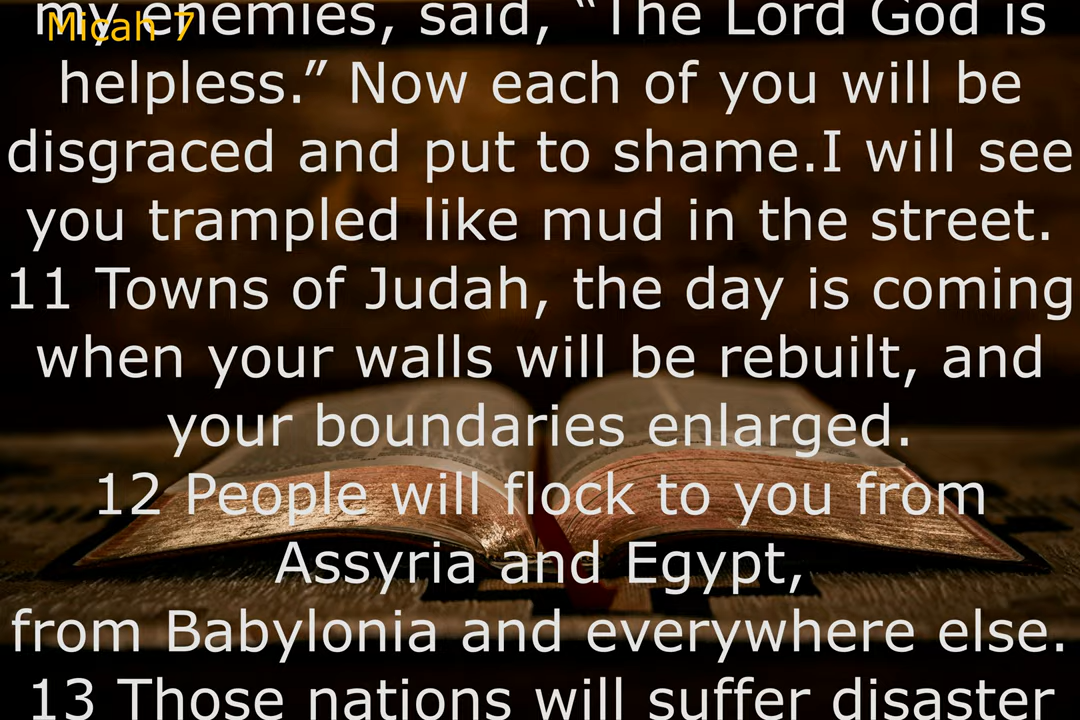 Micah 7
my enemies, said, “The Lord God is
helpless.” Now each of you will be
disgraced and put to shame.I will see
you trampled like mud in the street.
11 Towns of Judah, the day is coming
when your walls will be rebuilt, and
your boundaries enlarged.
12 People will flock to you from
Assyria and Egypt,
from Babylonia and everywhere else.
13 Those nations will suffer disaster